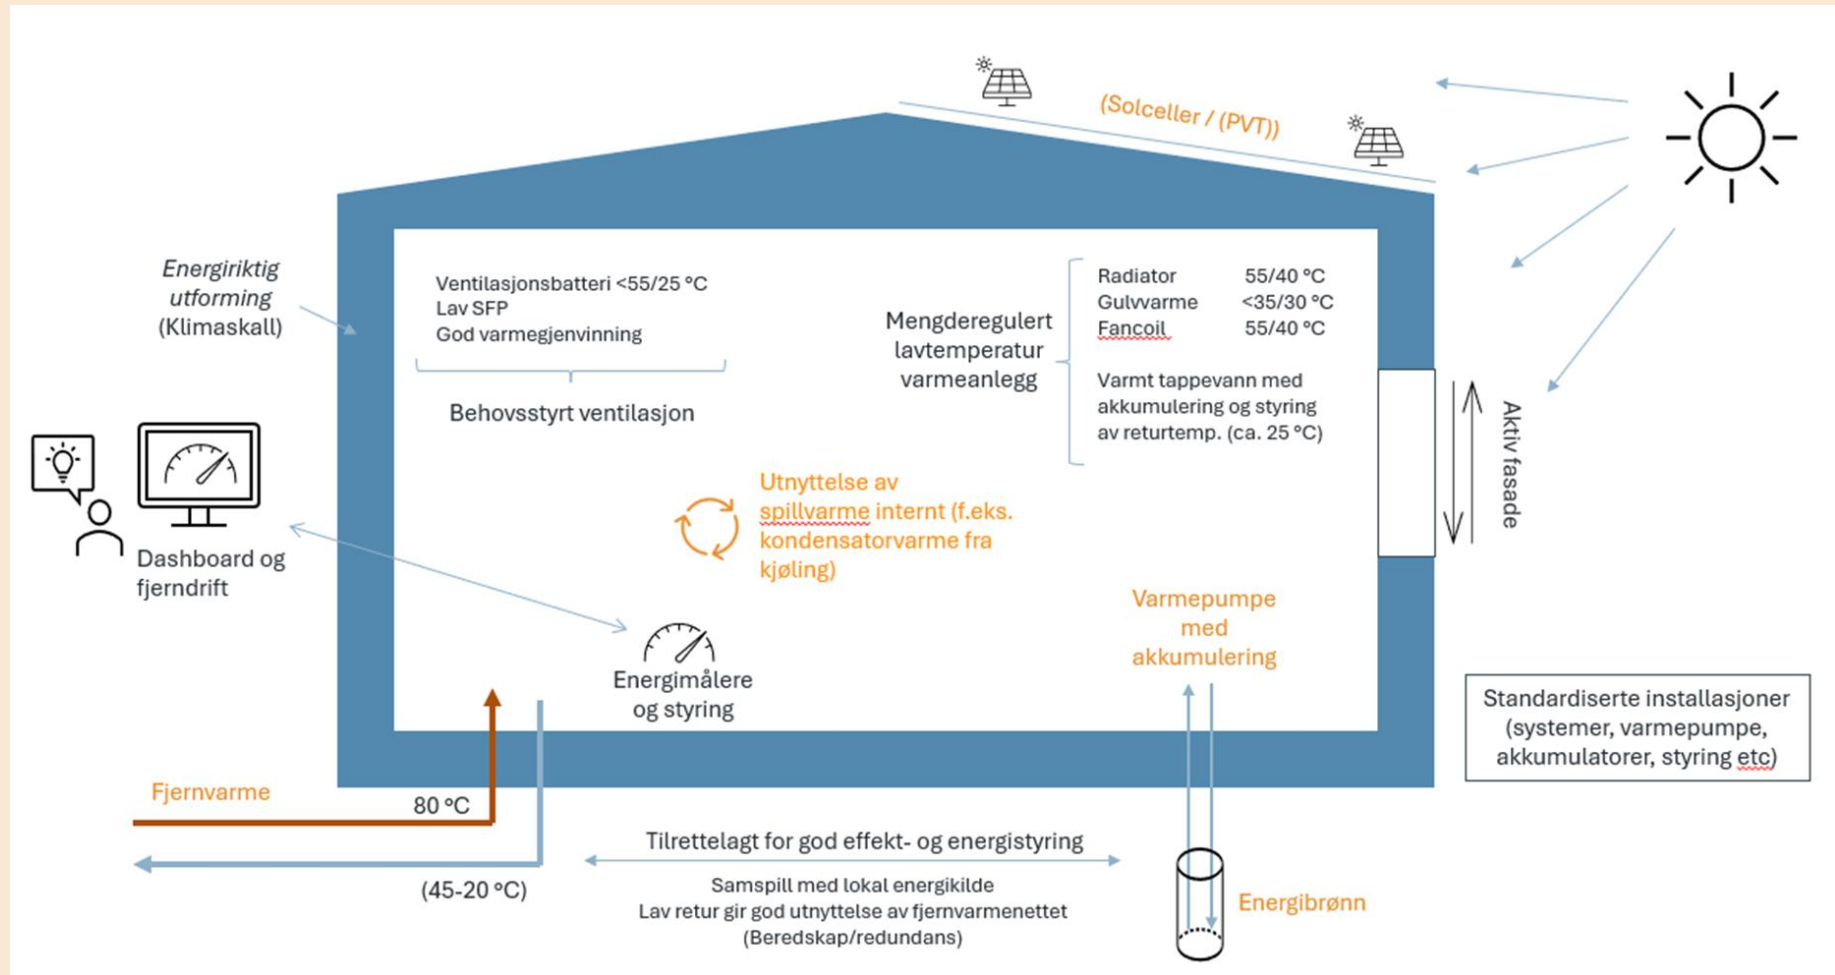 (Solceller / (PVT))
Energiriktig
utforming
(Klimaskall)
Ventilasjonsbatteri <55/25 °C
Lav SFP
God varmegjenvinning
Behovsstyrt ventilasjon
Mengderegulert
lavtemperatur
varmeanlegg
Radiator 55/40 °C
Gulvvarme <35/30 °C
Fancoil 55/40 °C
Varmt tappevann med
akkumulering og styring
av returtemp. (ca. 25 °C)
Aktiv fasade
Utnyttelse av
spillvarme internt (f.eks.
kondensatorvarme fra
kjøling)
Dashboard og
fjerndrift
Energimålere
og styring
Varmepumpe
med
akkumulering
Standardiserte installasjoner
(systemer, varmepumpe,
akkumulatorer, styring etc)
Fjernvarme
80 °C
(45-20 °C)
Tilrettelagt for god effekt- og energistyring
Samspill med lokal energikilde
Lav retur gir god utnyttelse av fjernvarmenettet
(Beredskap/redundans)
Energibrønn